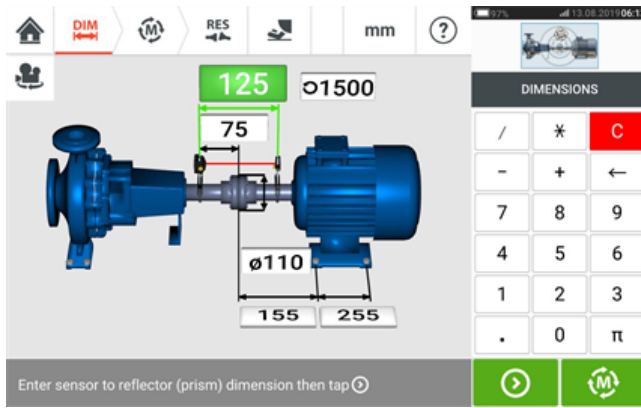 DIM
M
RES
mm
?
97%
13.08.2019 06:1
125
1500
75
ø110
155
255
DIMENSIONS
/
*
C
-
+
←
7
8
9
4
5
6
1
2
3
.
0
π
M
Enter sensor to reflector (prism) dimension then tap